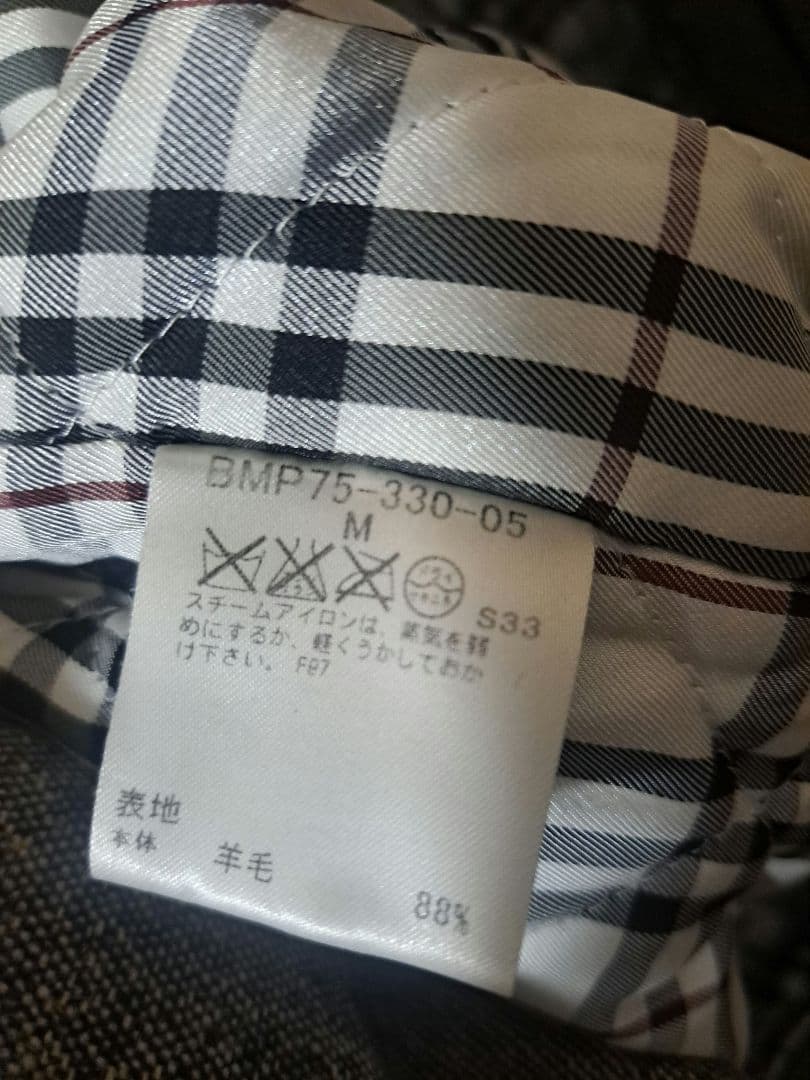 BMP75-330-05
M
S33
スチームアイロンは、蒸気を弱
めにするか、軽くうかしておか
け下さい。 F07
表地
本体 羊毛 88%